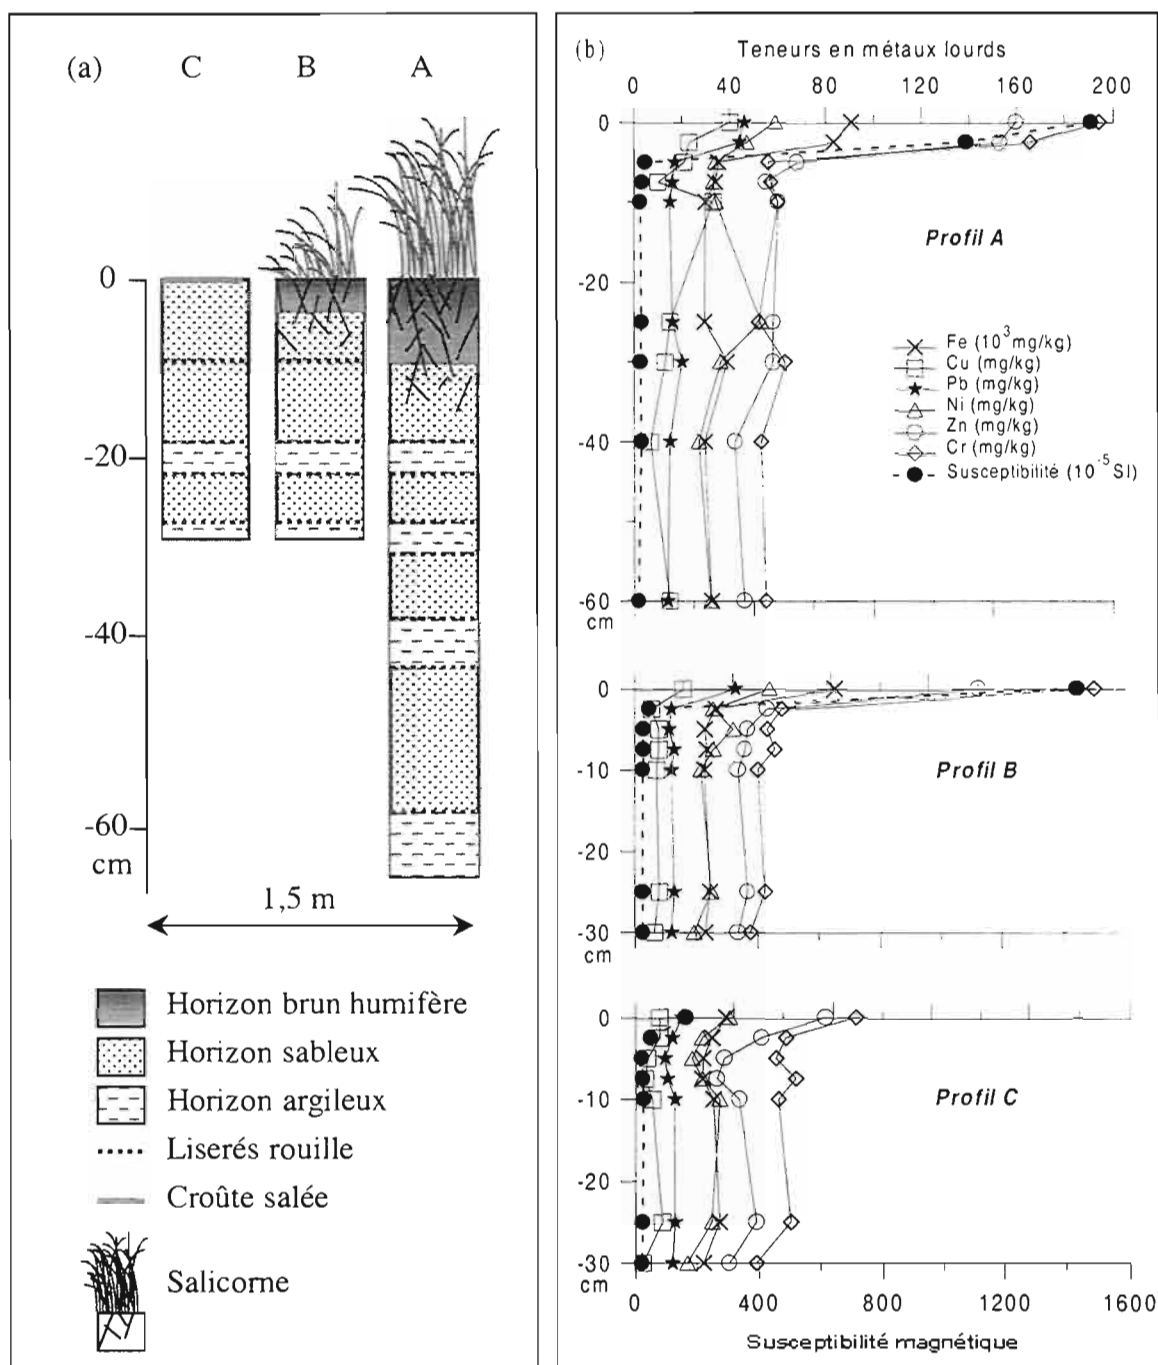 (a) C B A
0
-20
-40
-60
cm
1,5 m
Horizon brun humifère
Horizon sableux
Horizon argileux
Liserés rouille
Croûte salée
Salicorne
(b) Teneurs en métaux lourds
0 40 80 120 160 200
0
-20
-40
-60
cm
Profil A
Fe (10³mg/kg)
Cu (mg/kg)
Pb (mg/kg)
Ni (mg/kg)
Zn (mg/kg)
Cr (mg/kg)
Susceptibilité (10⁻⁵SI)
0
-10
-20
-30
cm
Profil B
0
-10
-20
-30
cm
Profil C
0 400 800 1200 1600
Susceptibilité magnétique